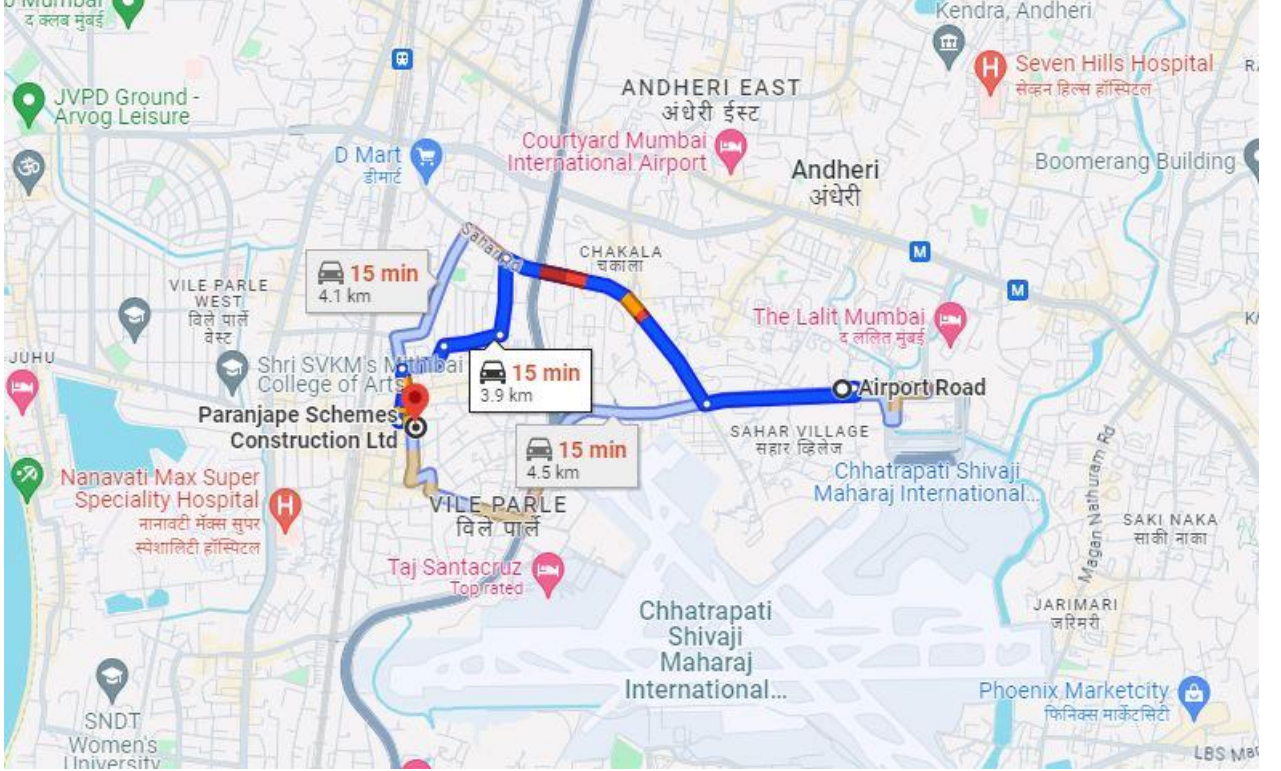 द क्लब मुंबई
Kendra, Andheri
Seven Hills Hospital
सेव्हन हिल्स हॉस्पिटल
JVPD Ground -
Arvog Leisure
ANDHERI EAST
अंधेरी ईस्ट
Courtyard Mumbai
International Airport
D Mart
डीमार्ट
Andheri
अंधेरी
Boomerang Building
Sahar Rd
CHAKALA
चकाला
15 min
4.1 km
VILE PARLE
WEST
विले पार्ले
वेस्ट
M
M
The Lalit Mumbai
द ललित मुंबई
JUHU
Shri SVKM's Mithibai
College of Arts
15 min
3.9 km
Airport Road
Paranjape Schemes
Construction Ltd
15 min
4.5 km
SAHAR VILLAGE
सहार व्हिलेज
Chhatrapati Shivaji
Maharaj International...
Nanavati Max Super
Speciality Hospital
नानावटी मॅक्स सुपर
स्पेशालिटी हॉस्पिटल
VILE PARLE
विले पार्ले
Magan Nathuram Rd
SAKI NAKA
साकी नाका
Taj Santacruz
Top rated
Chhatrapati
Shivaji
Maharaj
International...
JARIMARI
जरिमरी
Phoenix Marketcity
फिनिक्स मार्केटसिटी
SNDT
Women's
University
LBS